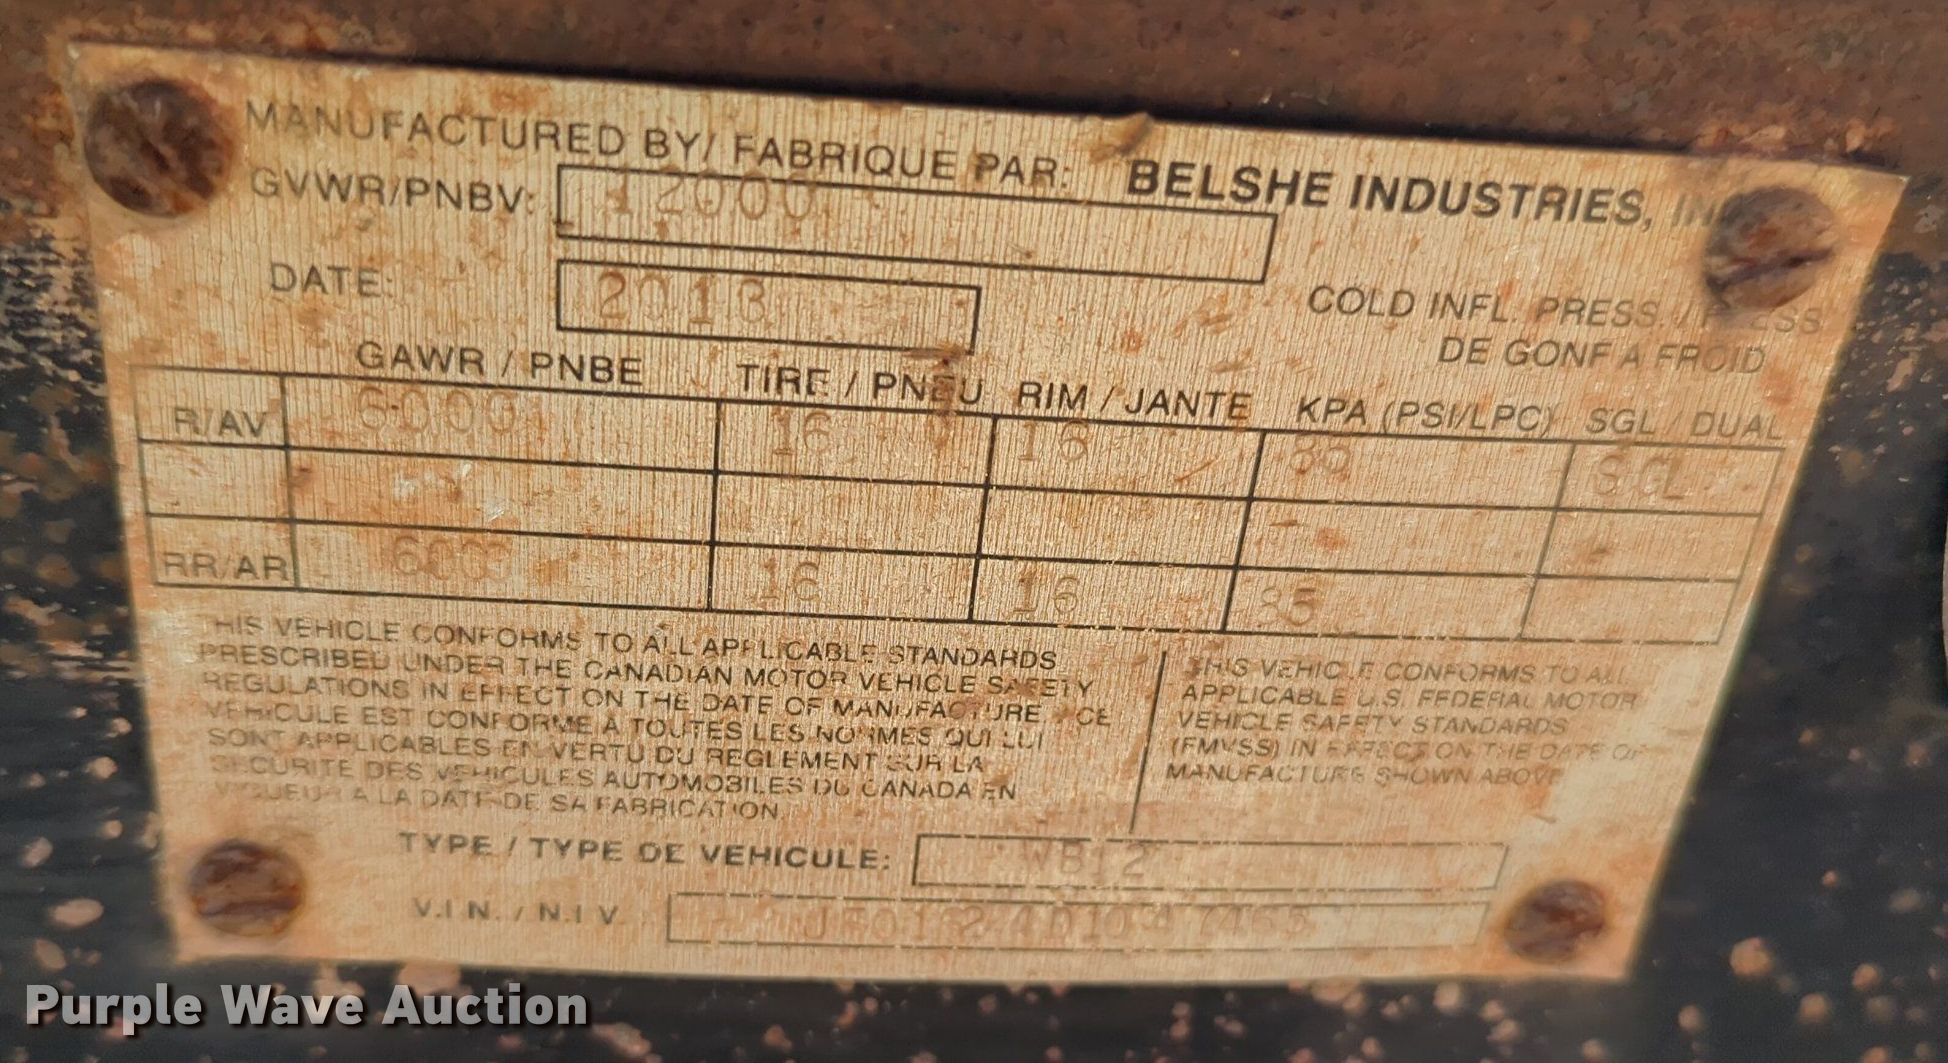 MANUFACTURED BY/ FABRIQUE PAR: BELSHE INDUSTRIES,
GVWR/PNBV: 12000
DATE: 2013
COLD INFL. PRESS. /
DE GONF A FROID
GAWR / PNBE TIRE / PNEU RIM / JANTE KPA (PSI/LPC) SGL / DUAL
R/AV 6000 16 16 85 SGL
RR/AR 6000 16 16 85
THIS VEHICLE CONFORMS TO ALL APPLICABLE STANDARDS
PRESCRIBED UNDER THE CANADIAN MOTOR VEHICLE SAFETY
REGULATIONS IN EFFECT ON THE DATE OF MANUFACTURE / CE
VEHICULE EST CONFORME À TOUTES LES NORMES QUI LUI
SONT APPLICABLES EN VERTU DU REGLEMENT SUR LA
SECURITE DES VEHICULES AUTOMOBILES DU CANADA EN
VIGUEUR A LA DATE DE SA FABRICATION.
THIS VEHICLE CONFORMS TO ALL
APPLICABLE U.S. FEDERAL MOTOR
VEHICLE SAFETY STANDARDS
(FMVSS) IN EFFECT ON THE DATE OF
MANUFACTURE SHOWN ABOVE
TYPE / TYPE DE VEHICULE: WB12
V.I.N. / N.I.V.
Purple Wave Auction